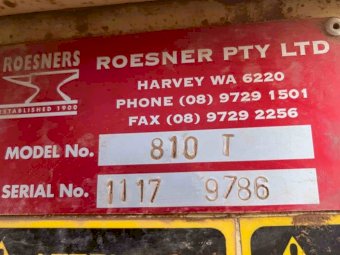 ROESNERS
ESTABLISHED 1900
ROESNER PTY LTD
HARVEY WA 6220
PHONE (08) 9729 1501
FAX (08) 9729 2256
MODEL No. 810 T
SERIAL No. 1117 9786